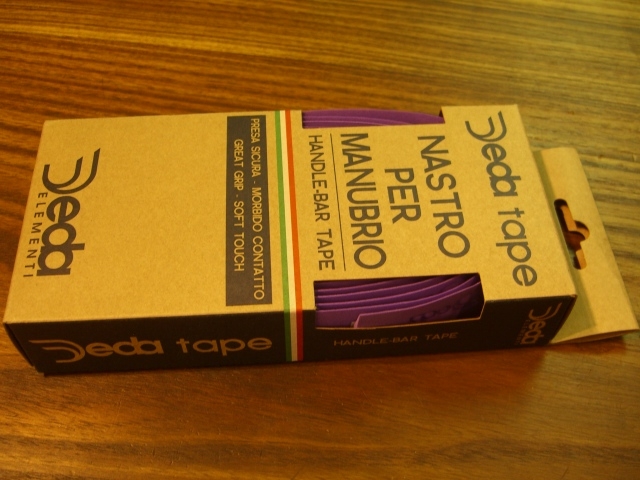 Deda
ELEMENTI
PRESA SICURA - MORBIDO CONTATTO
GREAT GRIP - SOFT TOUCH
Deda tape
NASTRO
PER
MANUBRIO
HANDLE-BAR TAPE
Deda tape
HANDLE-BAR TAPE
Deda